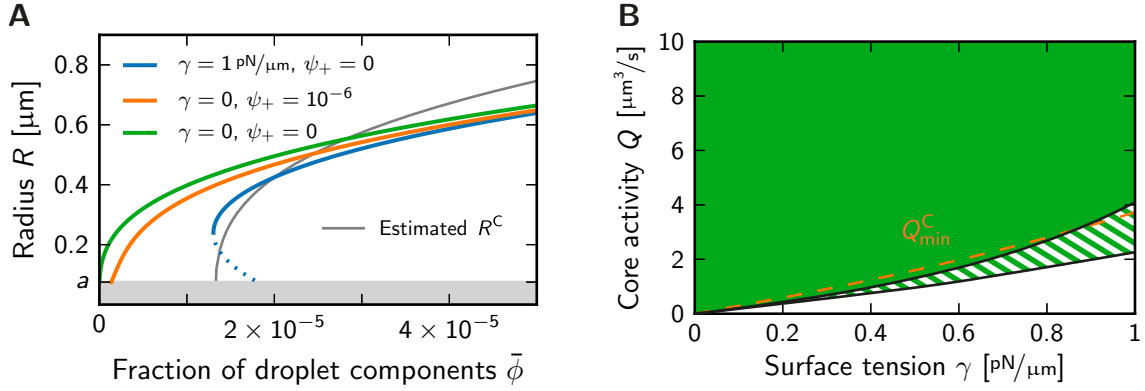 A
Radius R [µm]
0.8
0.6
0.4
0.2
a
γ = 1 pN/µm, ψ₊ = 0
γ = 0, ψ₊ = 10⁻⁶
γ = 0, ψ₊ = 0
Estimated Rᶜ
0 2 × 10⁻⁵ 4 × 10⁻⁵
Fraction of droplet components ϕ̄
B
Core activity Q [µm³/s]
10
8
6
4
2
0
Q^C_min
0 0.2 0.4 0.6 0.8 1
Surface tension γ [pN/µm]